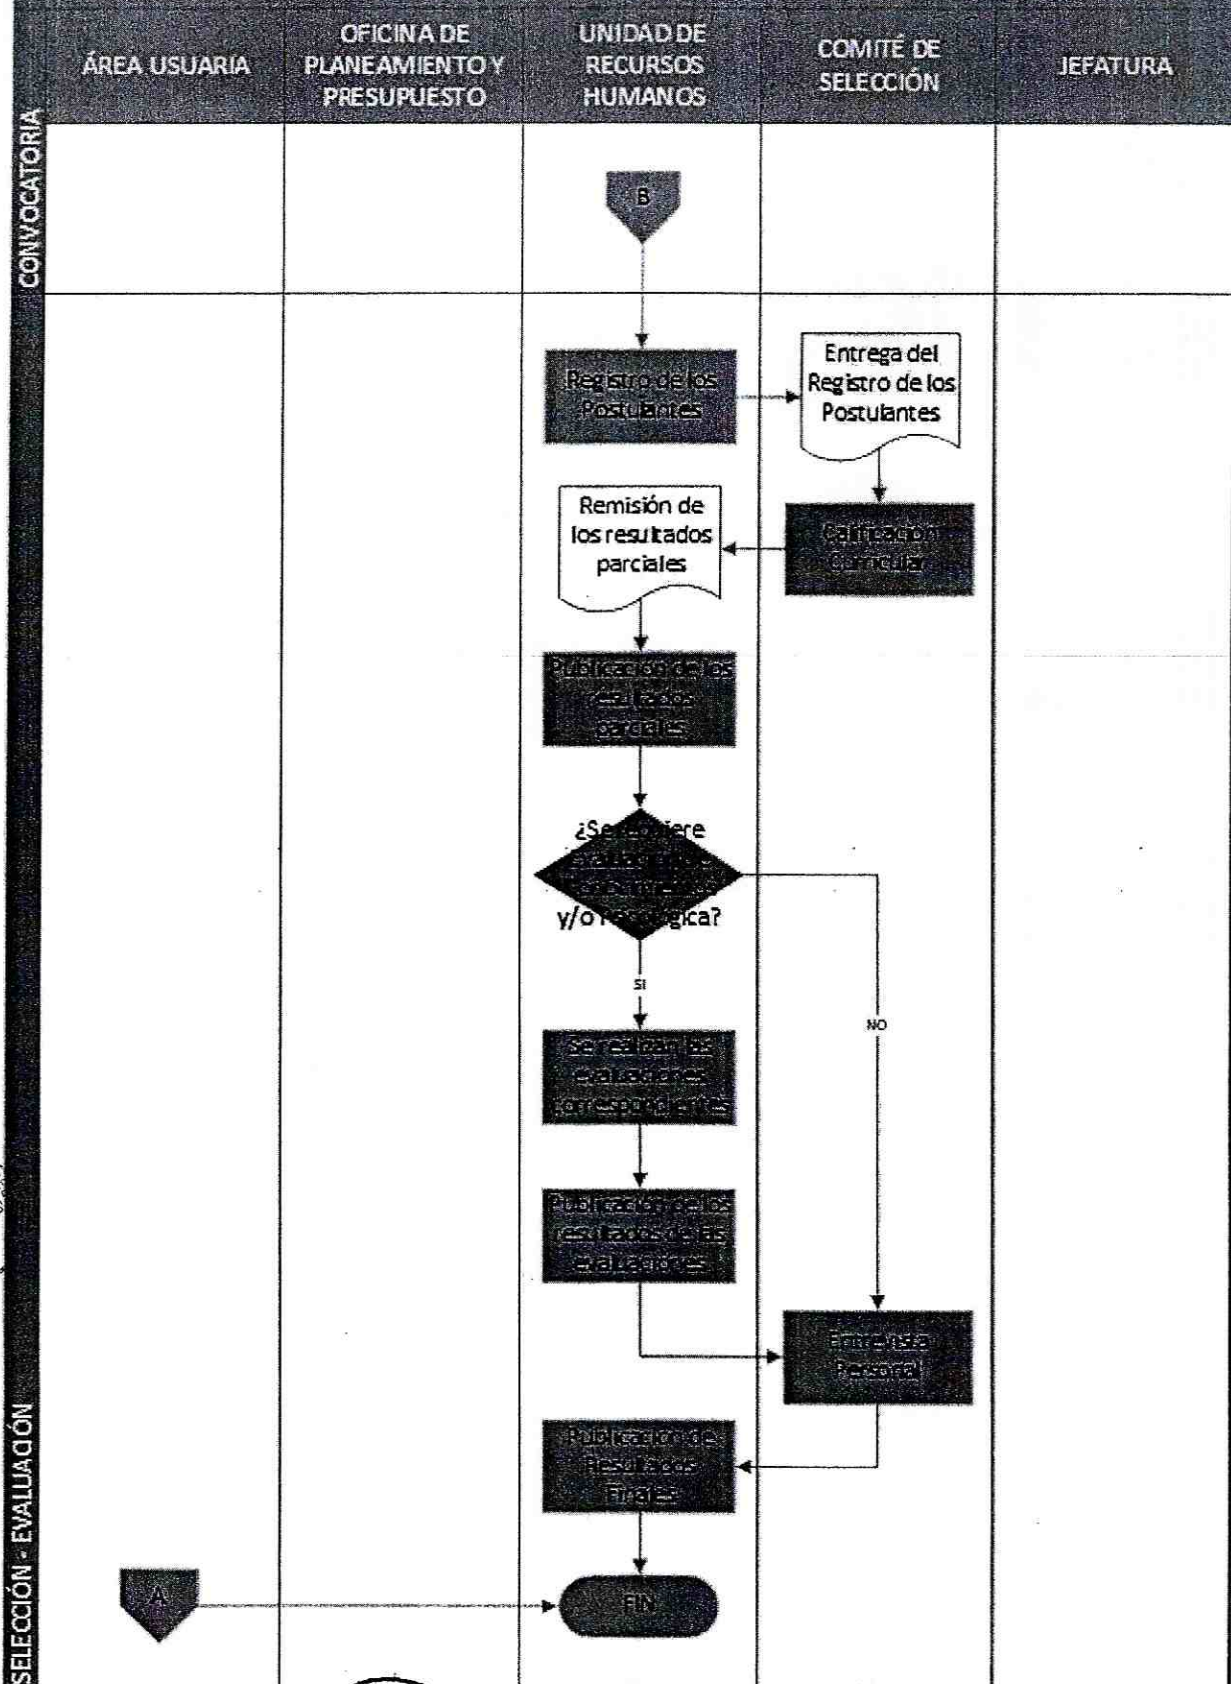 ÁREA USUARIA
OFICINA DE
PLANEAMIENTO Y
PRESUPUESTO
UNIDAD DE
RECURSOS
HUMANOS
COMITÉ DE
SELECCIÓN
JEFATURA
CONVOCATORIA
B
Registro de los
Postulantes
Entrega del
Registro de los
Postulantes
Calificación
Curricular
Remisión de
los resultados
parciales
Publicación de los
resultados
parciales
¿Se requiere
y/o Psicológica?
SI
NO
Se realizan las
evaluaciones
correspondientes
Publicación de los
resultados de las
evaluaciones
Entrevista
Personal
Publicación de
Resultados
Finales
SELECCIÓN - EVALUACIÓN
A
FIN